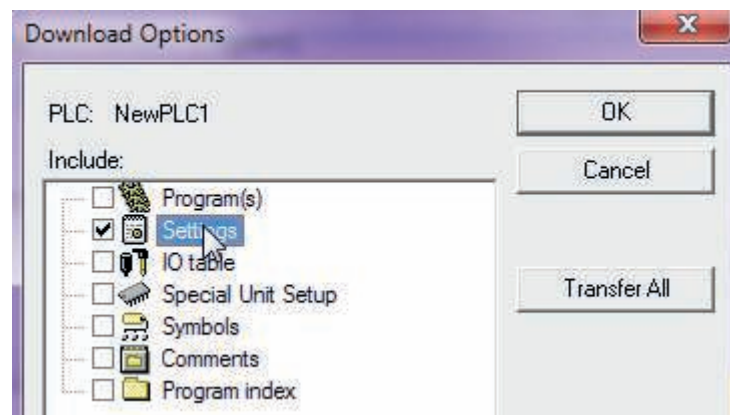 Download Options
PLC: NewPLC1
OK
Include:
Cancel
Program(s)
Settings
IO table
Special Unit Setup
Transfer All
Symbols
Comments
Program index